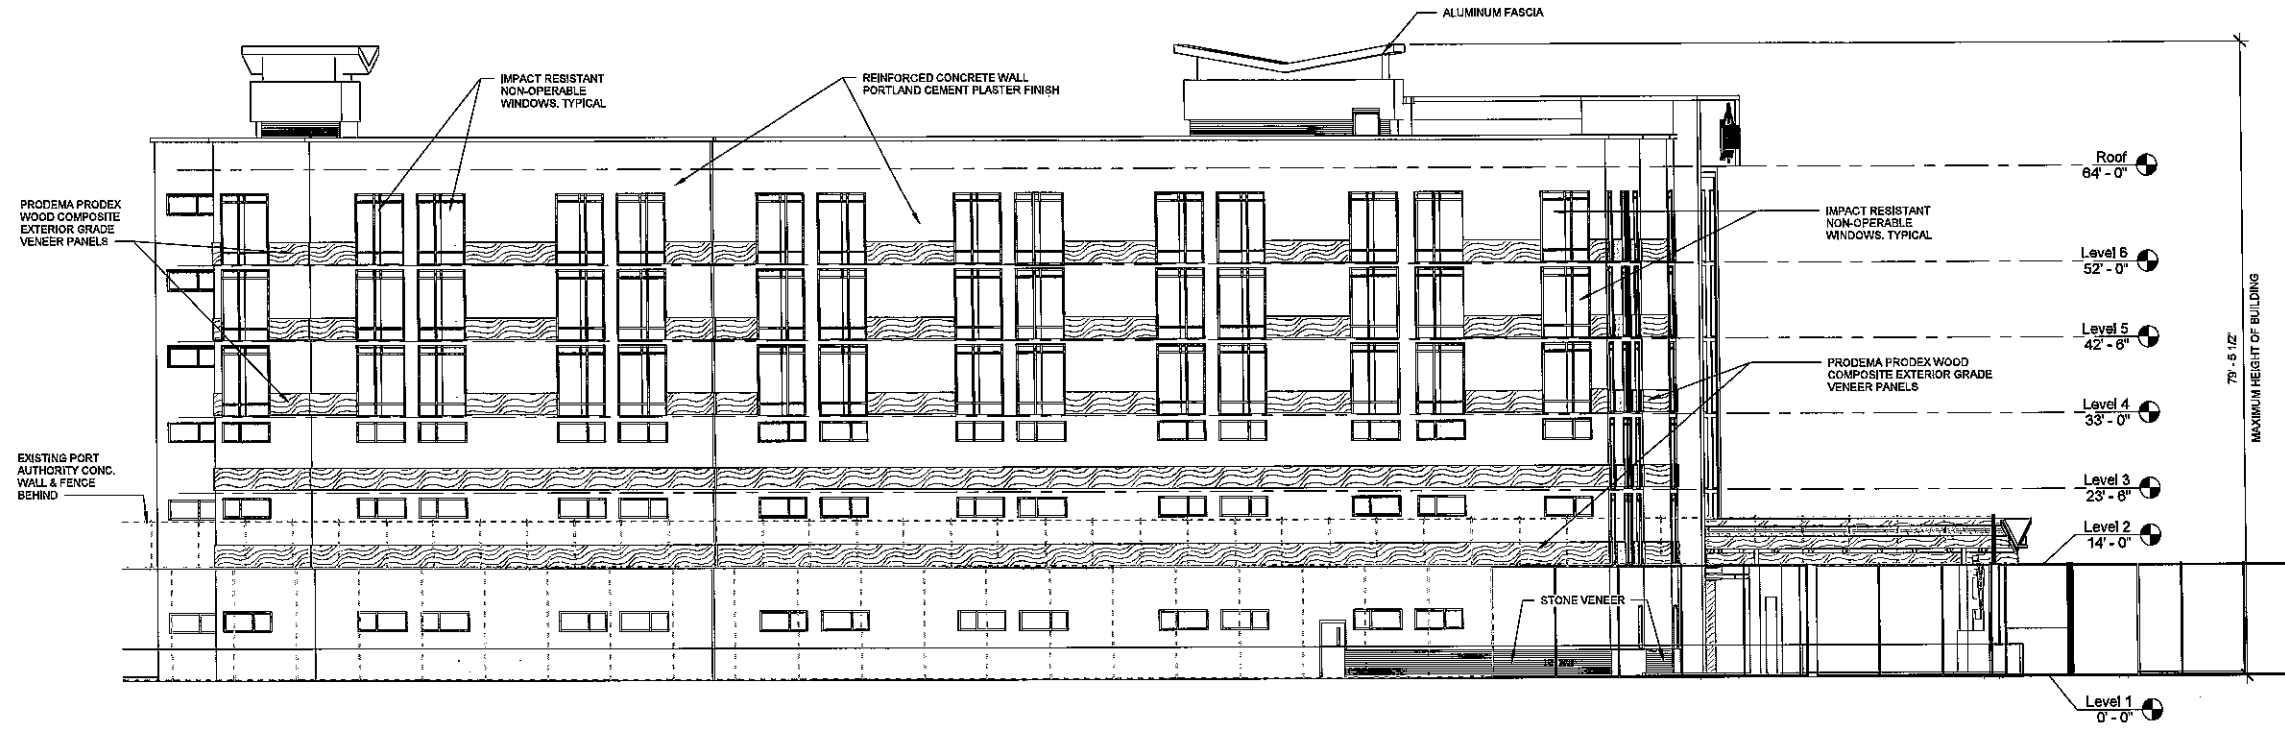 ALUMINUM FASCIA
IMPACT RESISTANT
NON-OPERABLE
WINDOWS. TYPICAL
REINFORCED CONCRETE WALL
PORTLAND CEMENT PLASTER FINISH
Roof
64' - 0"
PRODEMA PRODEX
WOOD COMPOSITE
EXTERIOR GRADE
VENEER PANELS
IMPACT RESISTANT
NON-OPERABLE
WINDOWS. TYPICAL
Level 6
52' - 0"
Level 5
42' - 6"
79' - 5 1/2"
MAXIMUM HEIGHT OF BUILDING
PRODEMA PRODEX WOOD
COMPOSITE EXTERIOR GRADE
VENEER PANELS
Level 4
33' - 0"
EXISTING PORT
AUTHORITY CONC.
WALL & FENCE
BEHIND
Level 3
23' - 6"
Level 2
14' - 0"
STONE VENEER
Level 1
0' - 0"